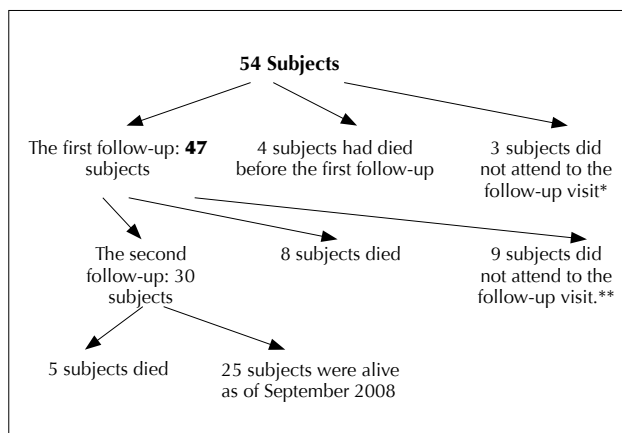 54 Subjects
The first follow-up: 47
subjects
4 subjects had died
before the first follow-up
3 subjects did
not attend to the
follow-up visit*
The second
follow-up: 30
subjects
8 subjects died
9 subjects did
not attend to the
follow-up visit.**
5 subjects died
25 subjects were alive
as of September 2008